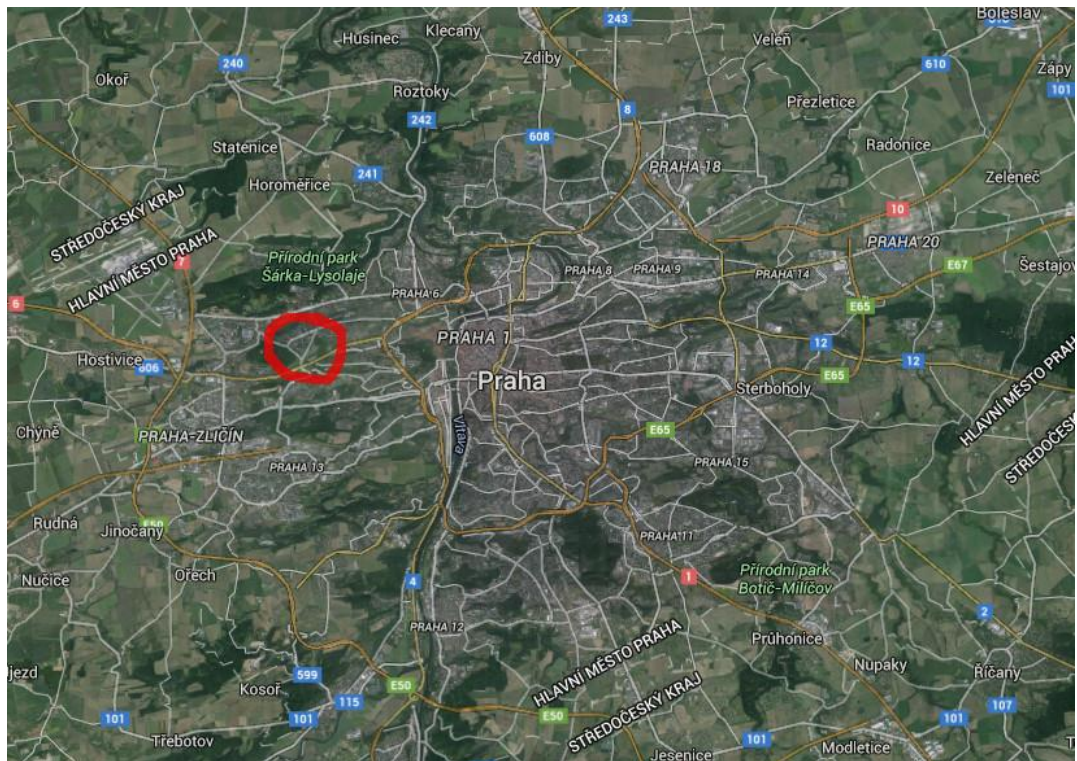 Boleslav
243
Klecany
Husinec
Veleň
Zdiby
240
610
Okoř
Zápy
101
Roztoky
Přezletice
8
242
608
Statenice
Radonice
PRAHA 18
241
Zeleneč
Horoměřice
STŘEDOČESKÝ KRAJ
10
PRAHA 20
HLAVNÍ MĚSTO PRAHA
7
Přírodní park
Šárka-Lysolaje
PRAHA 8
PRAHA 9
PRAHA 14
E67
Šestajov
PRAHA 6
6
E65
PRAHA 1
12
Hostivice
606
12
Praha
E65
Sterboholy
HLAVNÍ MĚSTO PRAHA
Chýně
PRAHA-ZLIČÍN
Vltava
E65
STŘEDOČESK
PRAHA 13
PRAHA 15
Rudná
E50
Jinočany
PRAHA 11
Nučice
Ořech
4
1
Přírodní park
Botič-Milíčov
2
PRAHA 12
Průhonice
HLAVNÍ MĚSTO PRAHA
Nupaky
Říčany
jezd
599
Kosoř
E50
STŘEDOČESKÝ KRAJ
115
107
101
101
E50
101
Třebotov
101
Modletice
Jesenice